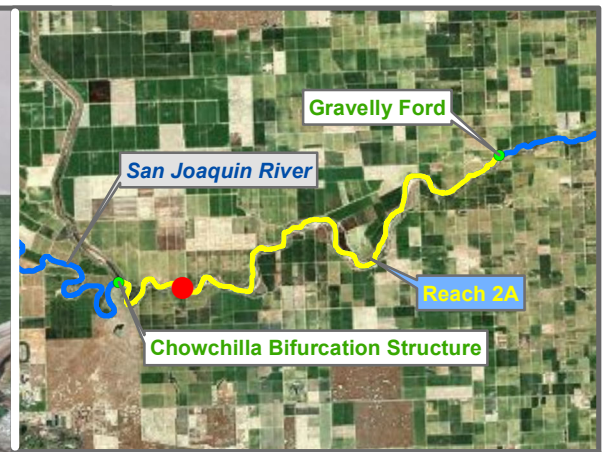 Gravelly Ford
San Joaquin River
Reach 2A
Chowchilla Bifurcation Structure